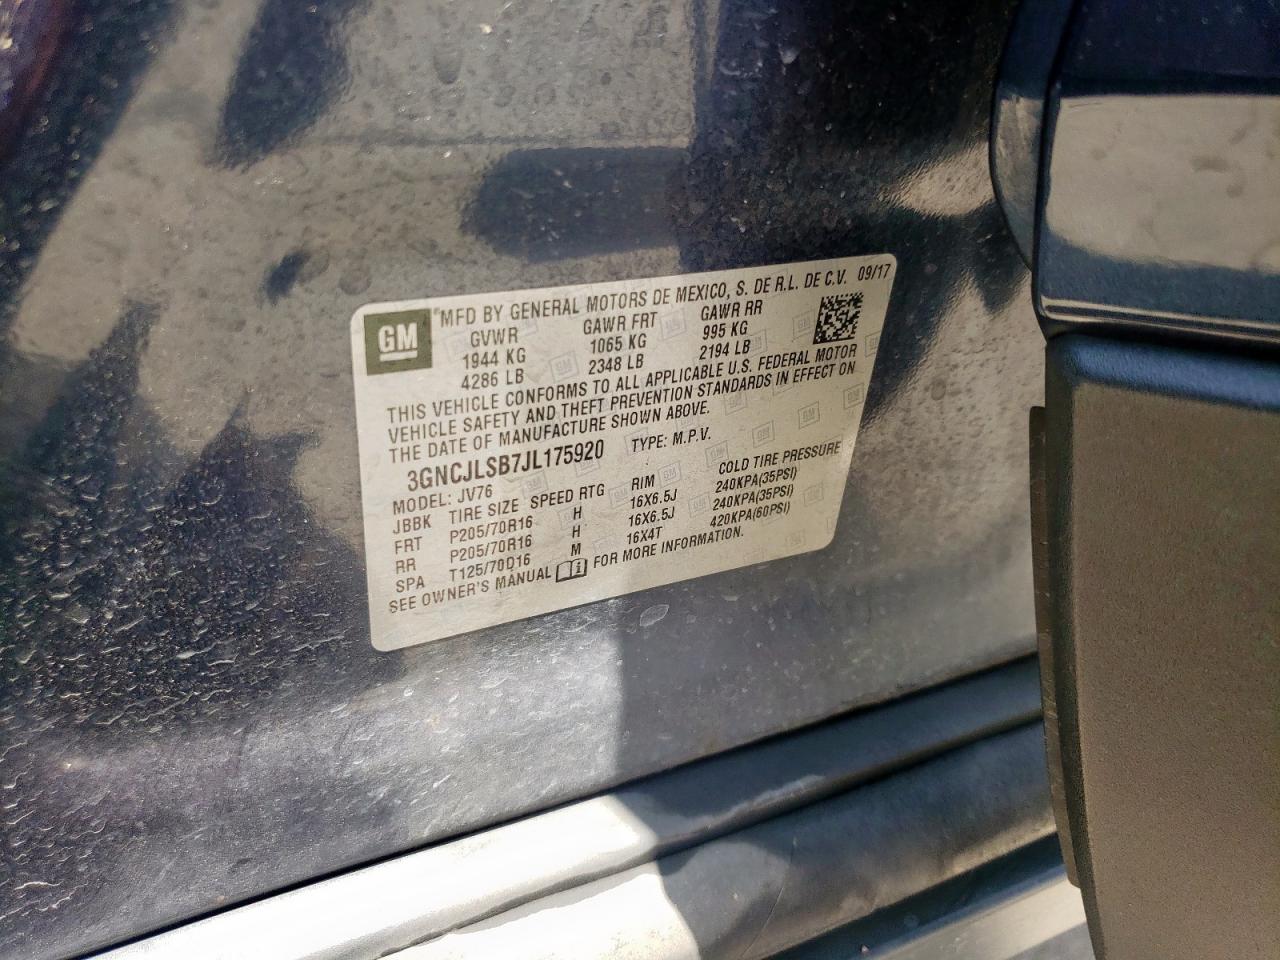 GM
®MFD BY GENERAL MOTORS DE MEXICO, S. DE R.L. DE C.V. 09/17
GVWR GAWR FRT GAWR RR
1944 KG 1065 KG 995 KG
4286 LB 2348 LB 2194 LB
THIS VEHICLE CONFORMS TO ALL APPLICABLE U.S. FEDERAL MOTOR
VEHICLE SAFETY AND THEFT PREVENTION STANDARDS IN EFFECT ON
THE DATE OF MANUFACTURE SHOWN ABOVE.
3GNCJLSB7JL175920 TYPE: M.P.V.
MODEL: JV76
JBBK TIRE SIZE SPEED RTG RIM COLD TIRE PRESSURE
FRT P205/70R16 H 16X6.5J 240KPA(35PSI)
RR P205/70R16 H 16X6.5J 240KPA(35PSI)
SPA T125/70D16 M 16X4T 420KPA(60PSI)
SEE OWNER'S MANUAL FOR MORE INFORMATION.